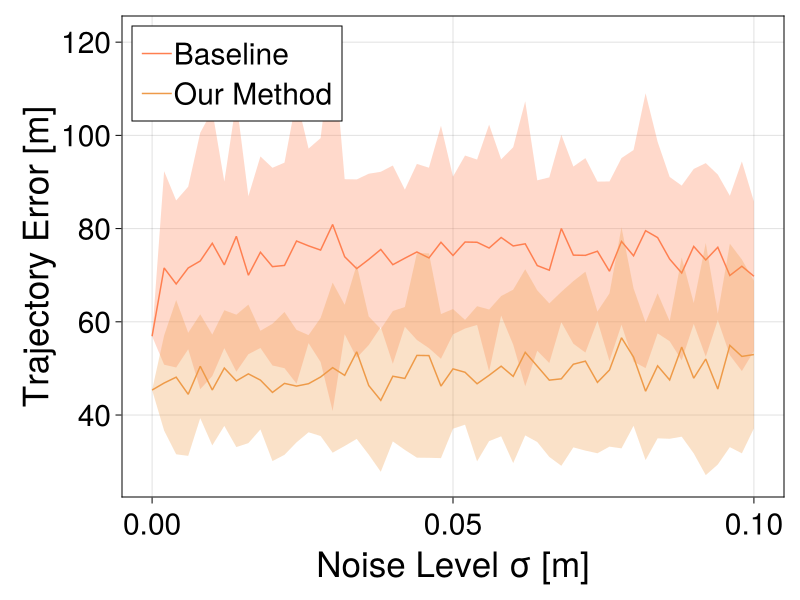 Baseline
Our Method
Trajectory Error [m]
120
100
80
60
40
0.00
0.05
0.10
Noise Level σ [m]